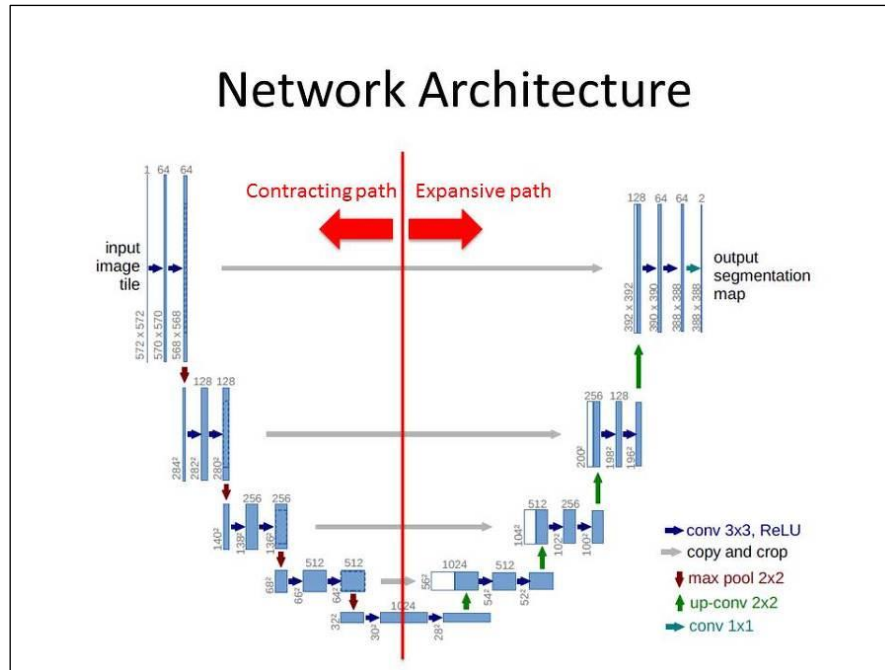 Network Architecture
Contracting path
Expansive path
1 64 64
input
image
tile
572 x 572
570 x 570
568 x 568
128 64 64 2
output
segmentation
map
392 x 392
390 x 390
388 x 388
388 x 388
128 128
284²
282²
280²
256 128
200²
198²
196²
256 256
140²
138²
136²
512 256
104²
102²
100²
512 512
68²
66²
64²
1024 512
56²
54²
52²
1024
32²
30²
28²
conv 3x3, ReLU
copy and crop
max pool 2x2
up-conv 2x2
conv 1x1